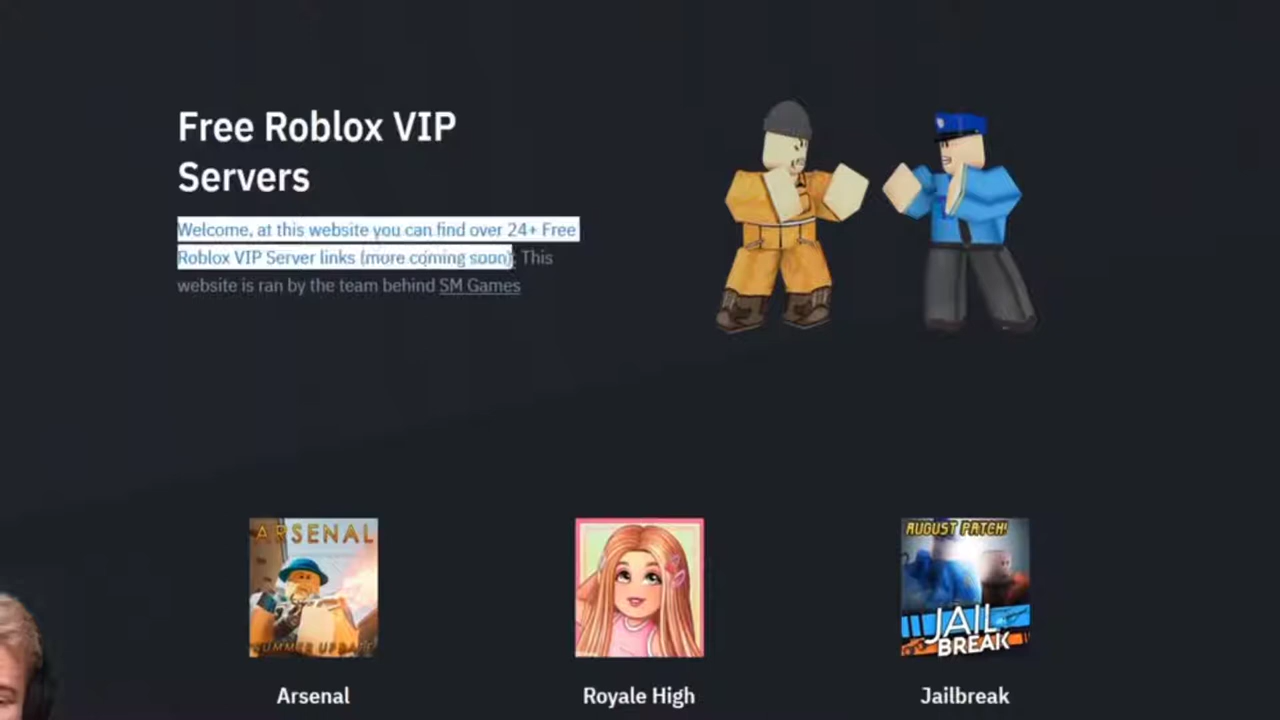 Free Roblox VIP
Servers
Welcome, at this website you can find over 24+ Free
Roblox VIP Server links (more coming soon). This
website is ran by the team behind SM Games
ARSENAL
SUMMER UPDATE
AUGUST PATCH!
JAIL
BREAK
Arsenal
Royale High
Jailbreak